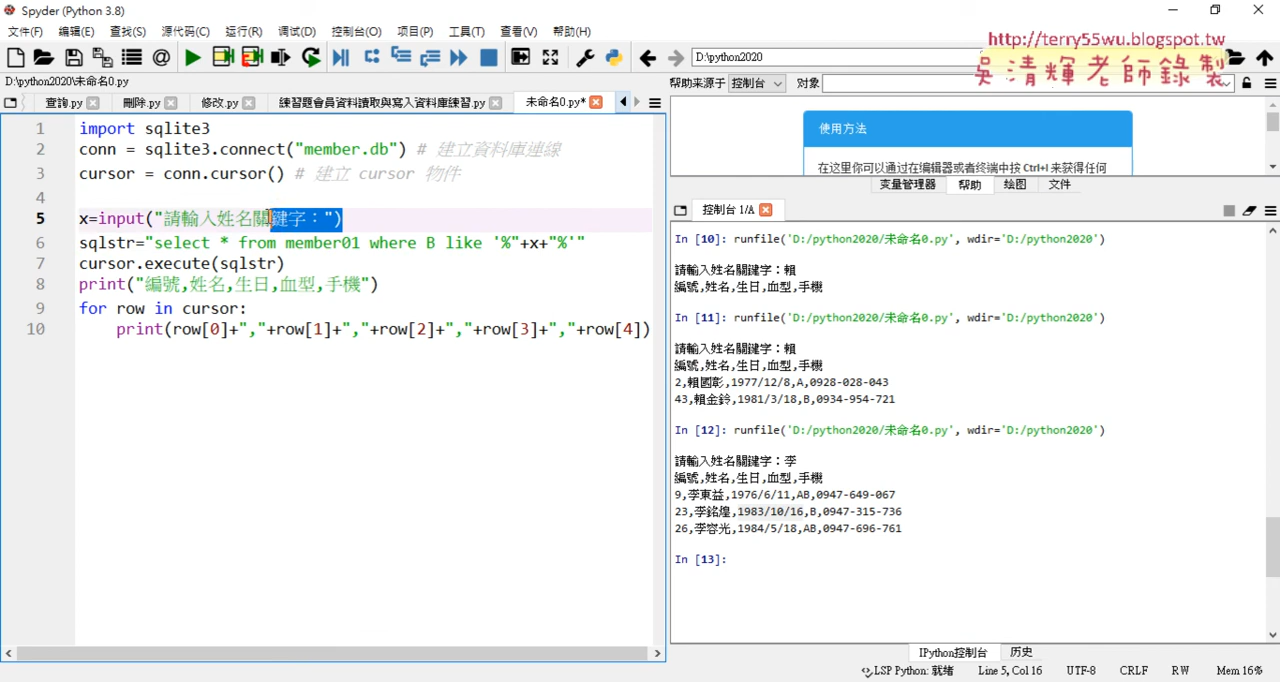 Spyder (Python 3.8)
文件(F) 编辑(E) 查找(S) 源代码(C) 运行(R) 调试(D) 控制台(O) 项目(P) 工具(T) 查看(V) 帮助(H)
http://terry55wu.blogspot.tw
吳清輝老師錄製
D:\python2020
D:\python2020\未命名0.py
帮助来源于 控制台 对象
查詢.py 刪除.py 修改.py 練習題會員資料讀取與寫入資料庫練習.py 未命名0.py*
1 import sqlite3
2 conn = sqlite3.connect("member.db") # 建立資料庫連線
3 cursor = conn.cursor() # 建立 cursor 物件
4
5 x=input("請輸入姓名關鍵字：")
6 sqlstr="select * from member01 where B like '%"+x+"%'"
7 cursor.execute(sqlstr)
8 print("編號,姓名,生日,血型,手機")
9 for row in cursor:
10 print(row[0]+","+row[1]+","+row[2]+","+row[3]+","+row[4])
使用方法
在这里你可以通过在编辑器或者终端中按 Ctrl+I 来获得任何
变量管理器 帮助 绘图 文件
控制台 1/A
In [10]: runfile('D:/python2020/未命名0.py', wdir='D:/python2020')
請輸入姓名關鍵字：賴
編號,姓名,生日,血型,手機
In [11]: runfile('D:/python2020/未命名0.py', wdir='D:/python2020')
請輸入姓名關鍵字：賴
編號,姓名,生日,血型,手機
2,賴國彰,1977/12/8,A,0928-028-043
43,賴金鈴,1981/3/18,B,0934-954-721
In [12]: runfile('D:/python2020/未命名0.py', wdir='D:/python2020')
請輸入姓名關鍵字：李
編號,姓名,生日,血型,手機
9,李東益,1976/6/11,AB,0947-649-067
23,李銘煌,1983/10/16,B,0947-315-736
26,李容光,1984/5/18,AB,0947-696-761
In [13]:
IPython控制台 历史
LSP Python: 就绪 Line 5, Col 16 UTF-8 CRLF RW Mem 16%